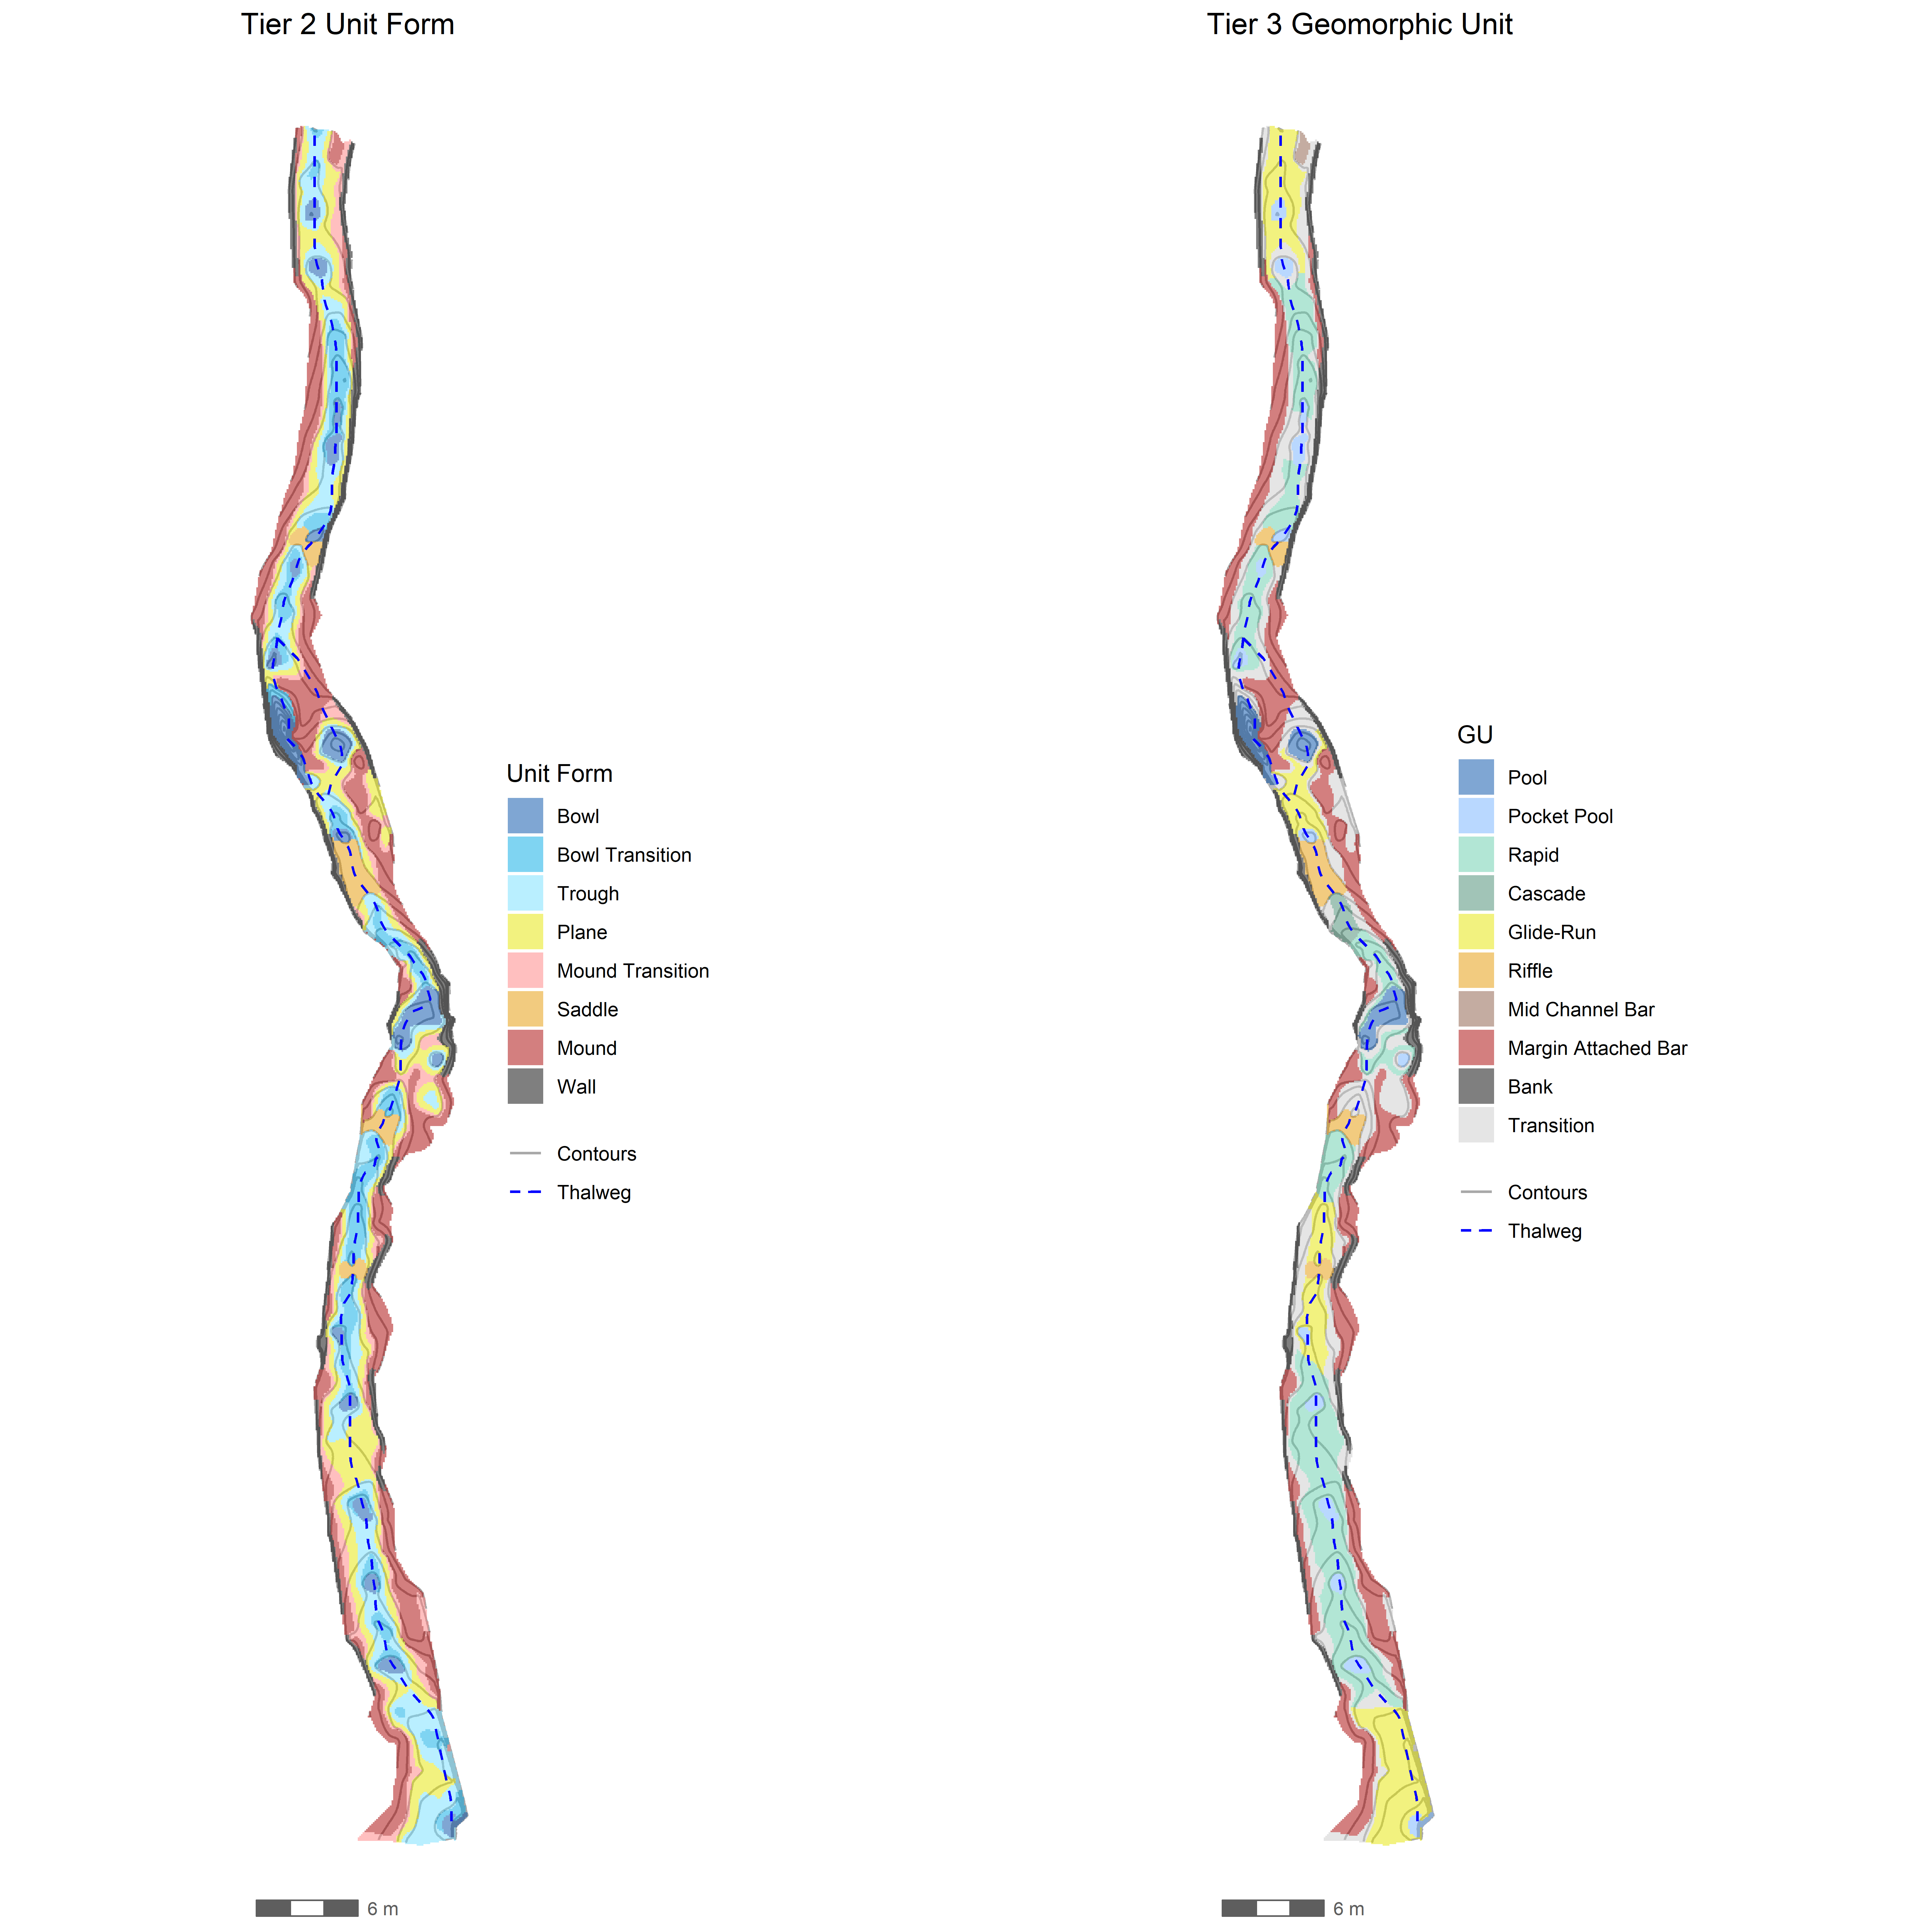 Tier 2 Unit Form
Tier 3 Geomorphic Unit
Unit Form
Bowl
Bowl Transition
Trough
Plane
Mound Transition
Saddle
Mound
Wall
Contours
Thalweg
GU
Pool
Pocket Pool
Rapid
Cascade
Glide-Run
Riffle
Mid Channel Bar
Margin Attached Bar
Bank
Transition
Contours
Thalweg
6 m
6 m